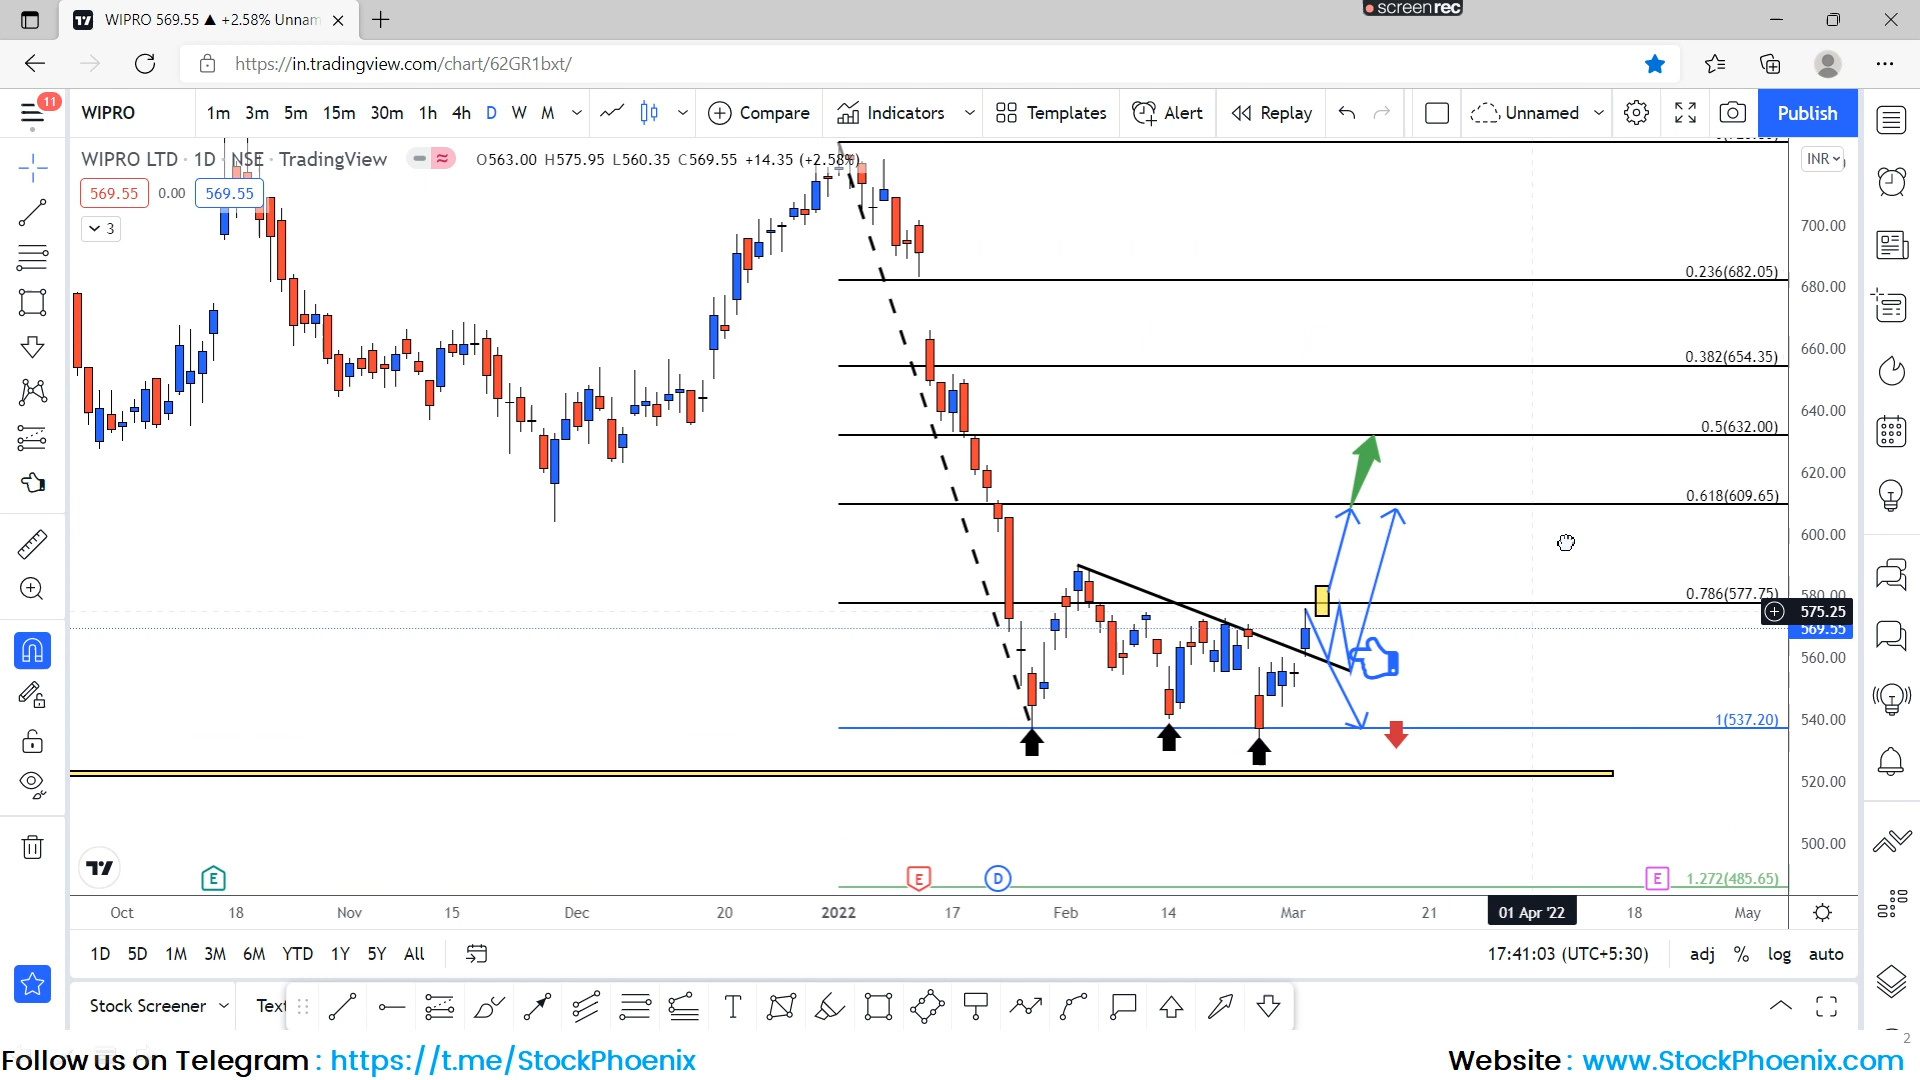 screenrec
WIPRO 569.55 ▲ +2.58% Unnam
https://in.tradingview.com/chart/62GR1bxt/
11
WIPRO 1m 3m 5m 15m 30m 1h 4h D W M Compare Indicators Templates Alert Replay Unnamed Publish
WIPRO LTD · 1D · NSE · TradingView O563.00 H575.95 L560.35 C569.55 +14.35 (+2.58%) INR
569.55 0.00 569.55
3
700.00
0.236(682.05)
680.00
0.382(654.35)
660.00
640.00
0.5(632.00)
620.00
0.618(609.65)
600.00
0.786(577.75)
580.00
575.25
569.55
560.00
1(537.20)
540.00
520.00
500.00
E E D E 1.272(485.65)
Oct 18 Nov 15 Dec 20 2022 17 Feb 14 Mar 21 01 Apr '22 18 May
1D 5D 1M 3M 6M YTD 1Y 5Y All 17:41:03 (UTC+5:30) adj % log auto
Stock Screener Text
2
Follow us on Telegram : https://t.me/StockPhoenix Website : www.StockPhoenix.com